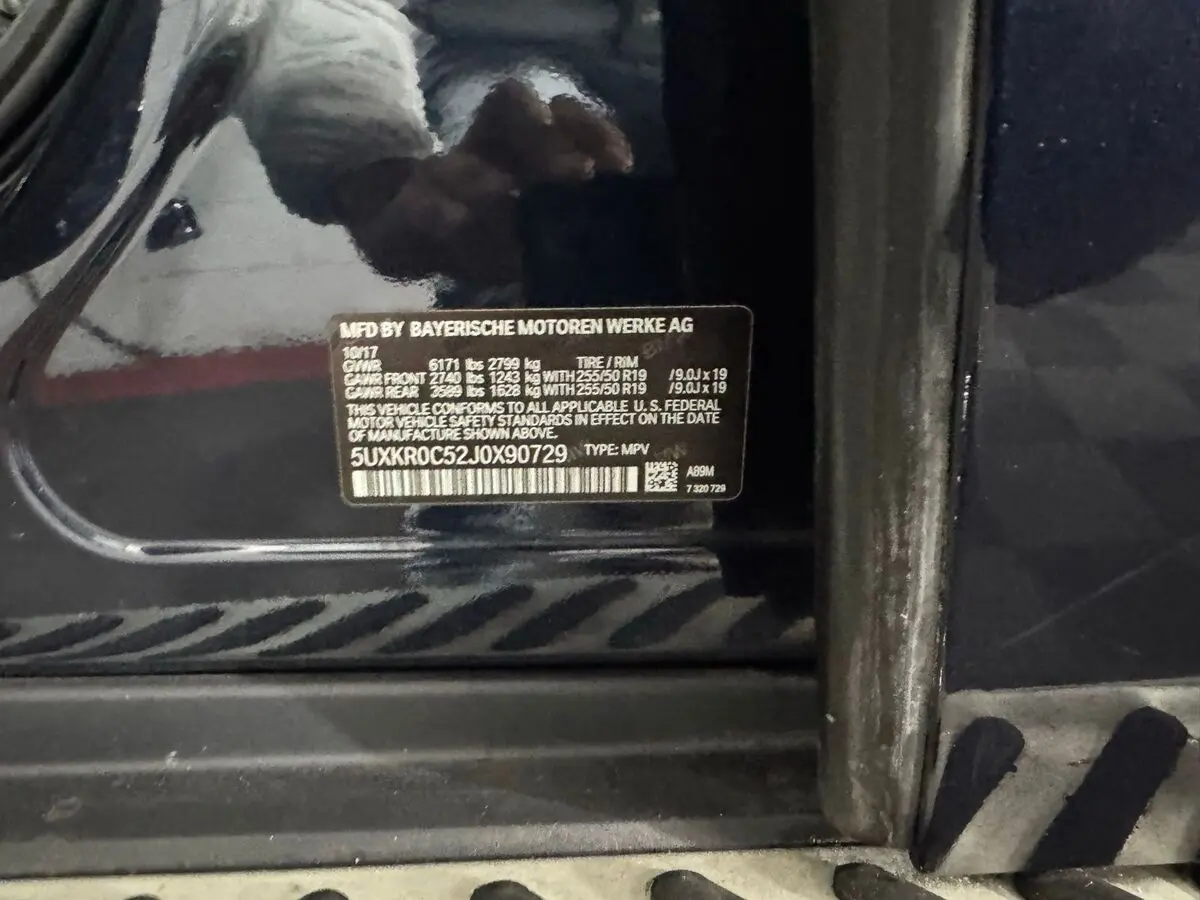 MFD BY BAYERISCHE MOTOREN WERKE AG
10/17
GVWR 6171 lbs 2799 kg TIRE / RIM
GAWR FRONT 2740 lbs 1243 kg WITH 255/50 R19 /9.0J x 19
GAWR REAR 3589 lbs 1628 kg WITH 255/50 R19 /9.0J x 19
THIS VEHICLE CONFORMS TO ALL APPLICABLE U. S. FEDERAL
MOTOR VEHICLE SAFETY STANDARDS IN EFFECT ON THE DATE
OF MANUFACTURE SHOWN ABOVE.
5UXKR0C52J0X90729 TYPE: MPV
A89M
7 320 729